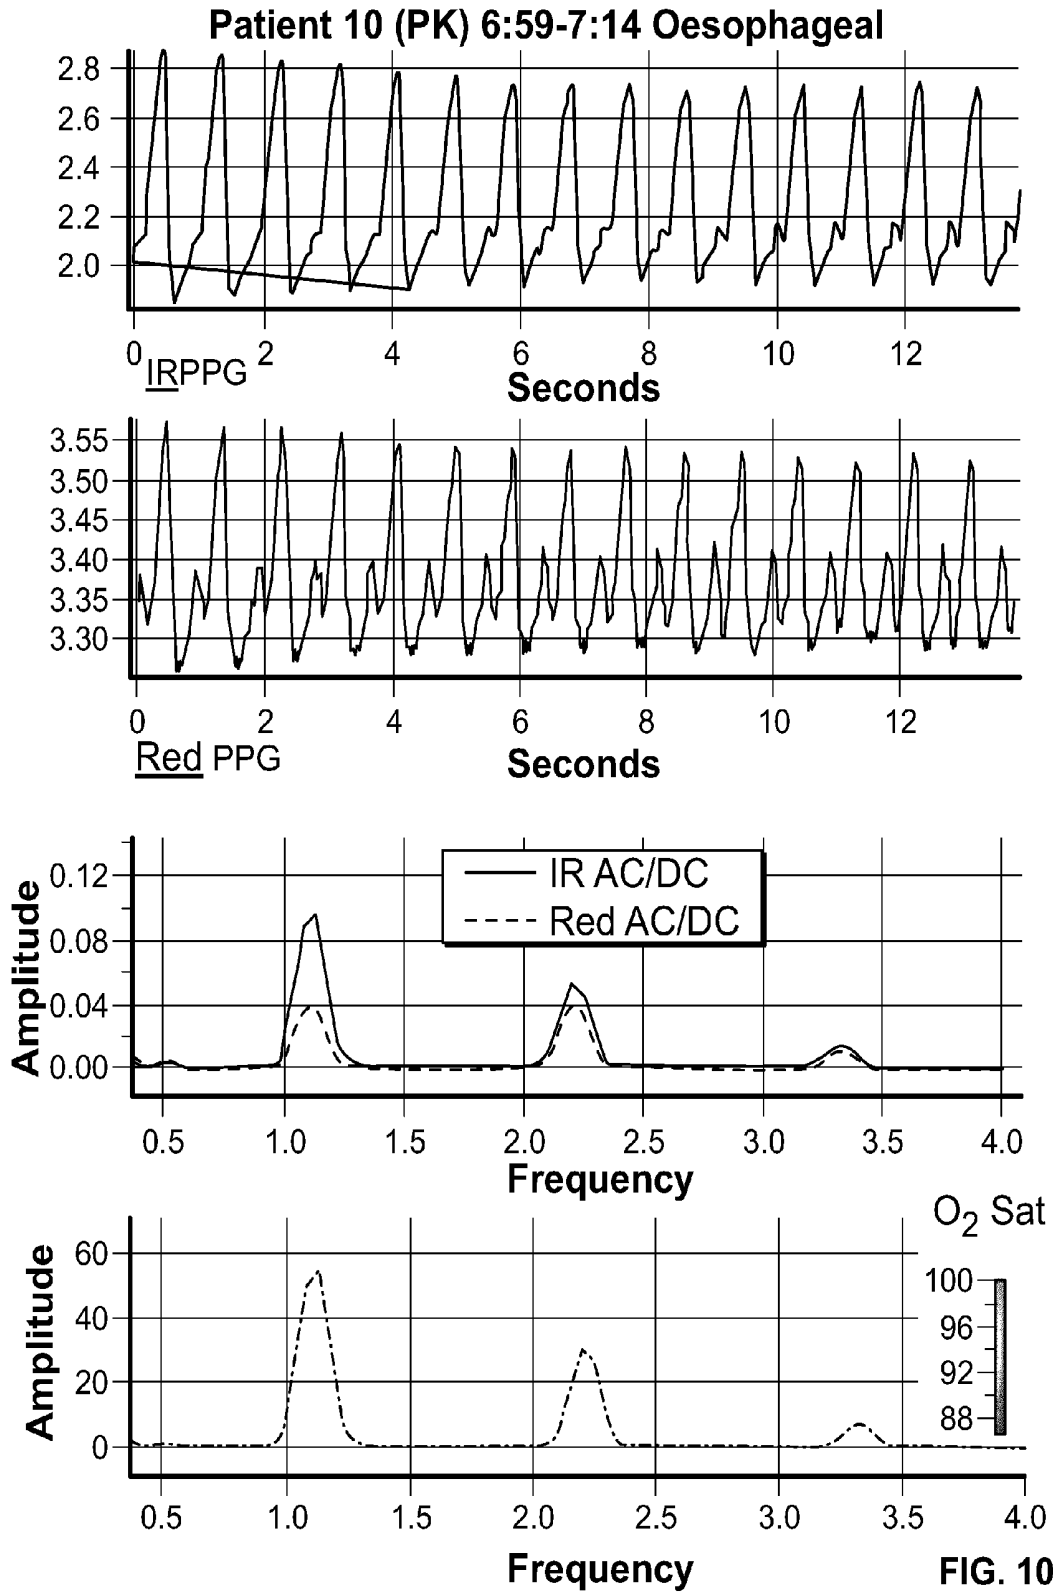 Patient 10 (PK) 6:59-7:14 Oesophageal
2.8
2.6
2.4
2.2
2.0
0 2 4 6 8 10 12
IRPPG
Seconds
3.55
3.50
3.45
3.40
3.35
3.30
0 2 4 6 8 10 12
Red PPG
Seconds
Amplitude
0.12
0.08
0.04
0.00
IR AC/DC
Red AC/DC
0.5 1.0 1.5 2.0 2.5 3.0 3.5 4.0
Frequency
O2 Sat
100
96
92
88
Amplitude
60
40
20
0
0.5 1.0 1.5 2.0 2.5 3.0 3.5 4.0
Frequency
FIG. 10